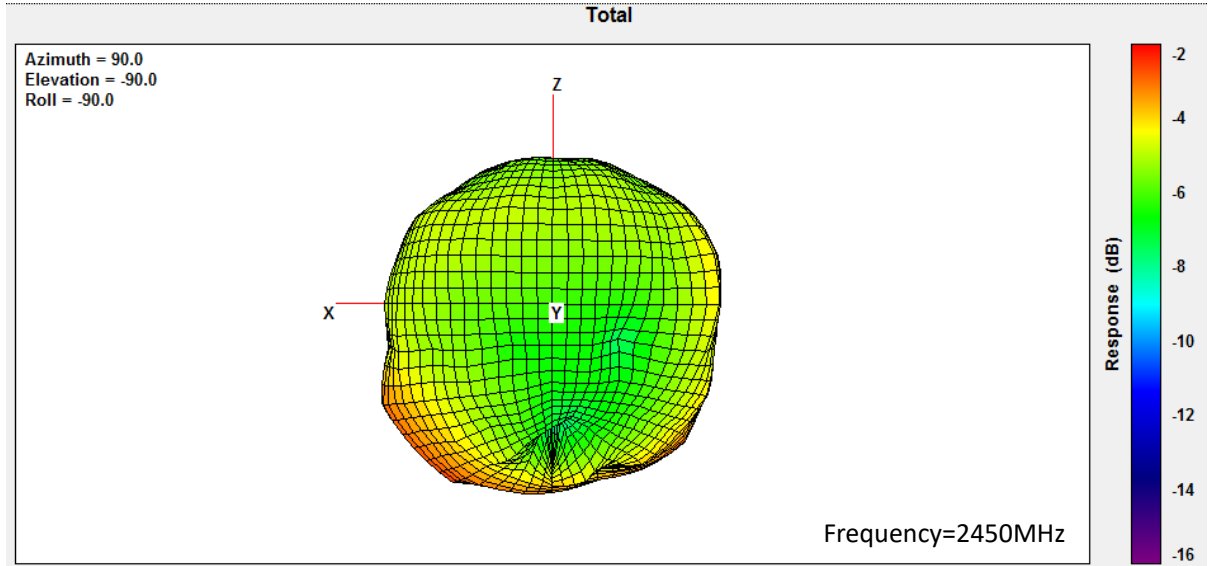 Total
Azimuth = 90.0
Elevation = -90.0
Roll = -90.0
Z
X
Y
Frequency=2450MHz
Response (dB)
-2
-4
-6
-8
-10
-12
-14
-16